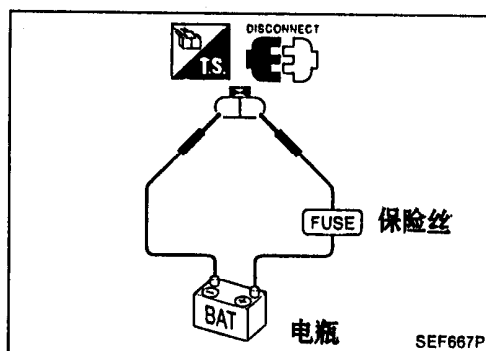 DISCONNECT
T.S.
FUSE 保险丝
BAT
电瓶
SEF667P